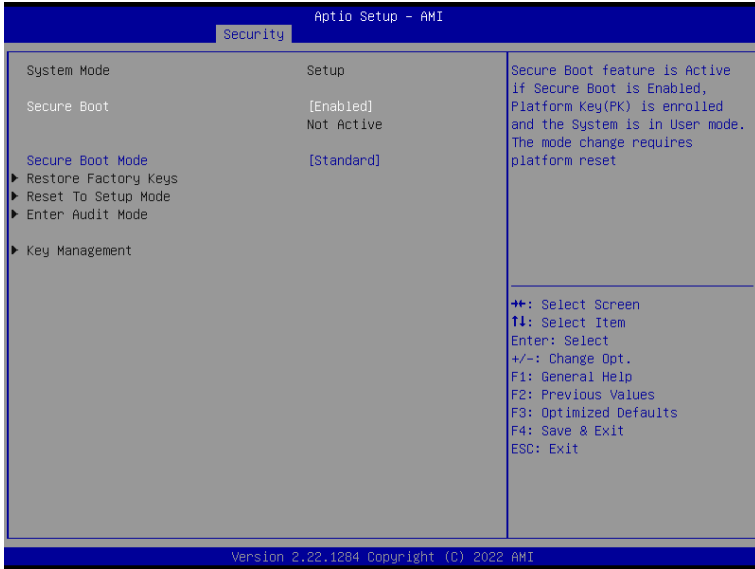 Aptio Setup – AMI
Security
System Mode Setup
Secure Boot [Enabled]
Not Active
Secure Boot Mode [Standard]
▶ Restore Factory Keys
▶ Reset To Setup Mode
▶ Enter Audit Mode
▶ Key Management
Secure Boot feature is Active
if Secure Boot is Enabled,
Platform Key(PK) is enrolled
and the System is in User mode.
The mode change requires
platform reset
→←: Select Screen
↑↓: Select Item
Enter: Select
+/-: Change Opt.
F1: General Help
F2: Previous Values
F3: Optimized Defaults
F4: Save & Exit
ESC: Exit
Version 2.22.1284 Copyright (C) 2022 AMI